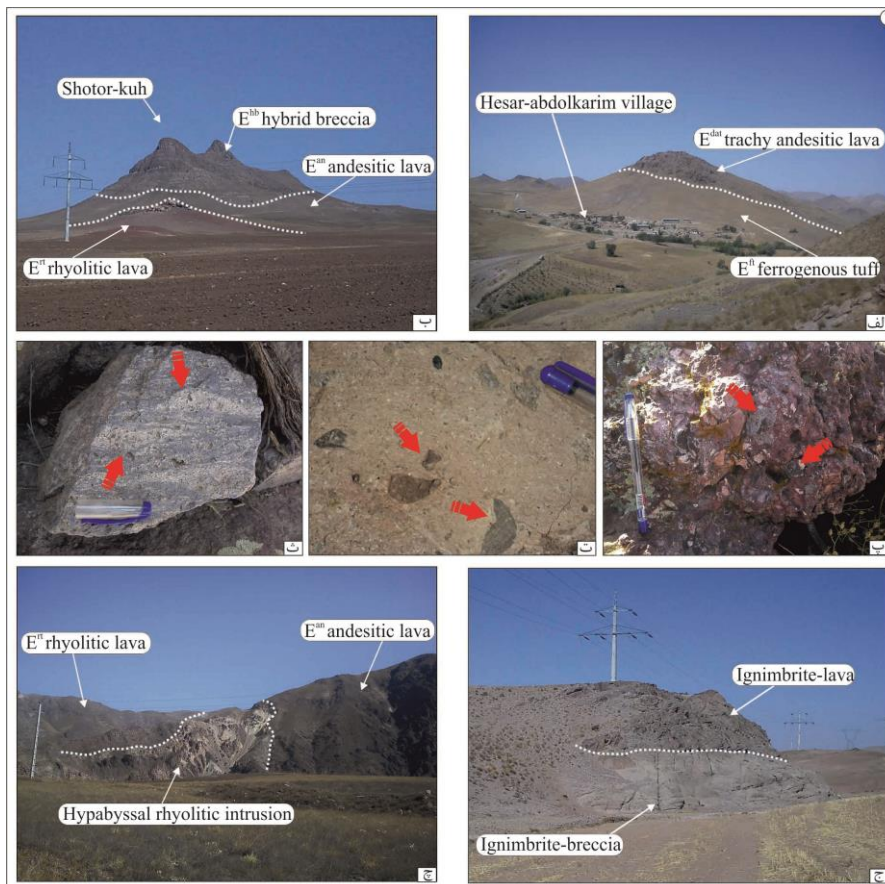 Shotor-kuh
Eʰᵇ hybrid breccia
Eᵃⁿ andesitic lava
Eʳᵗ rhyolitic lava
ب
Hesar-abdolkarim village
Eᵈᵃᵗ trachy andesitic lava
Eᶠᵗ ferrogenous tuff
الف
ث
ت
پ
Eʳᵗ rhyolitic lava
Eᵃⁿ andesitic lava
Hypabyssal rhyolitic intrusion
چ
Ignimbrite-lava
Ignimbrite-breccia
ج